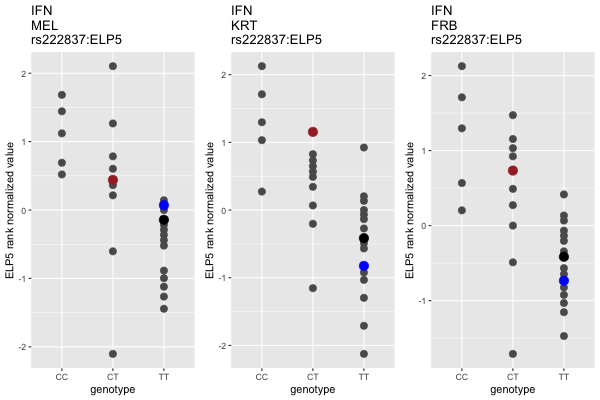 IFN
MEL
rs222837:ELP5
ELP5 rank normalized value
2
1
0
-1
-2
CC CT TT
genotype
IFN
KRT
rs222837:ELP5
ELP5 rank normalized value
2
1
0
-1
-2
CC CT TT
genotype
IFN
FRB
rs222837:ELP5
ELP5 rank normalized value
2
1
0
-1
CC CT TT
genotype